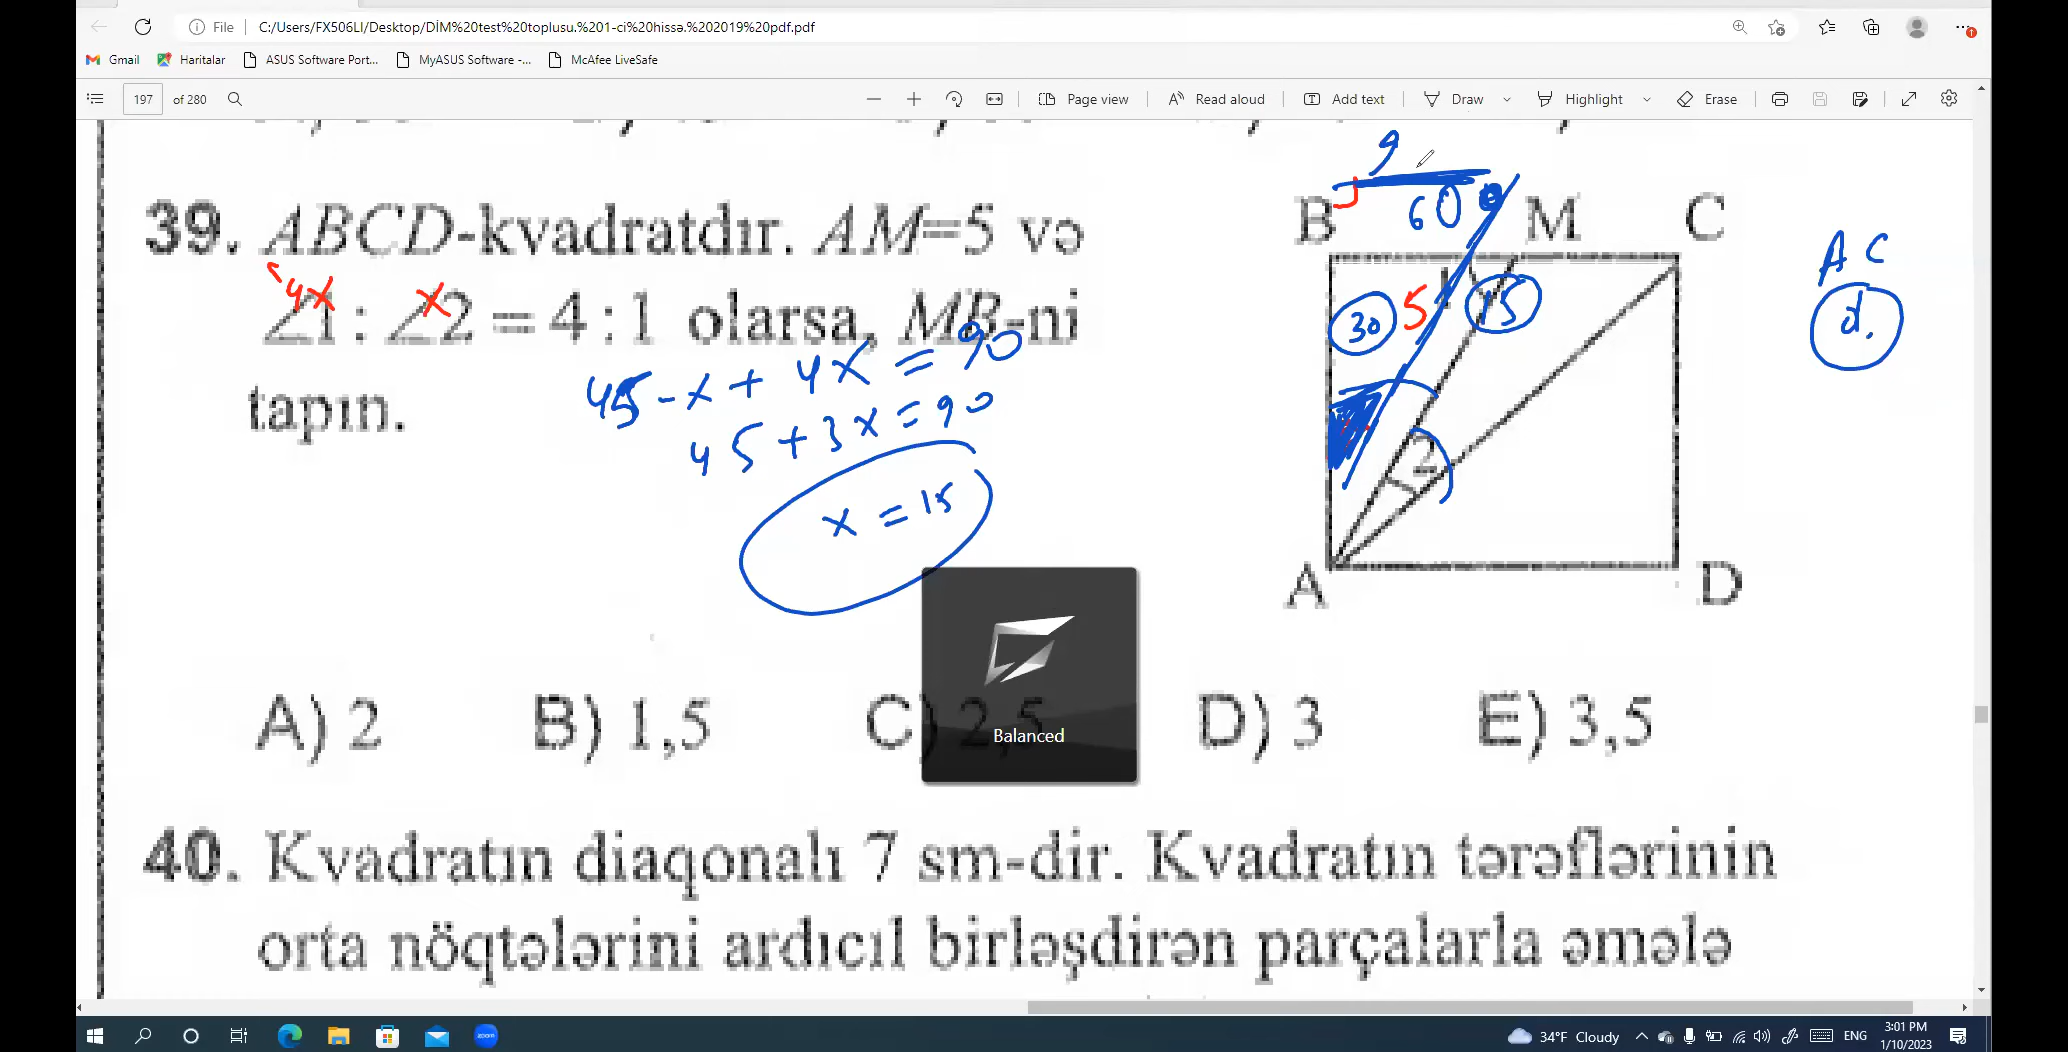 File C:/Users/FX506LI/Desktop/DİM%20test%20toplusu.%201-ci%20hissə.%202019%20pdf.pdf
Gmail Haritalar ASUS Software Port... MyASUS Software -... McAfee LiveSafe
197 of 280 Page view Read aloud Add text Draw Highlight Erase
9
60
39. ABCD-kvadratdır. AM=5 və
4x x
∠1 : ∠2 = 4 : 1 olarsa, MB-ni
tapın.
45 - x + 4x = 90
45 + 3x = 90
x = 15
B M C
30 5 15
2
A D
AC
d.
A) 2 B) 1,5 C) 2,5 D) 3 E) 3,5
Balanced
40. Kvadratın diaqonalı 7 sm-dir. Kvadratın tərəflərinin
orta nöqtələrini ardıcıl birləşdirən parçalarla əmələ
zoom
34°F Cloudy ENG 3:01 PM
1/10/2023